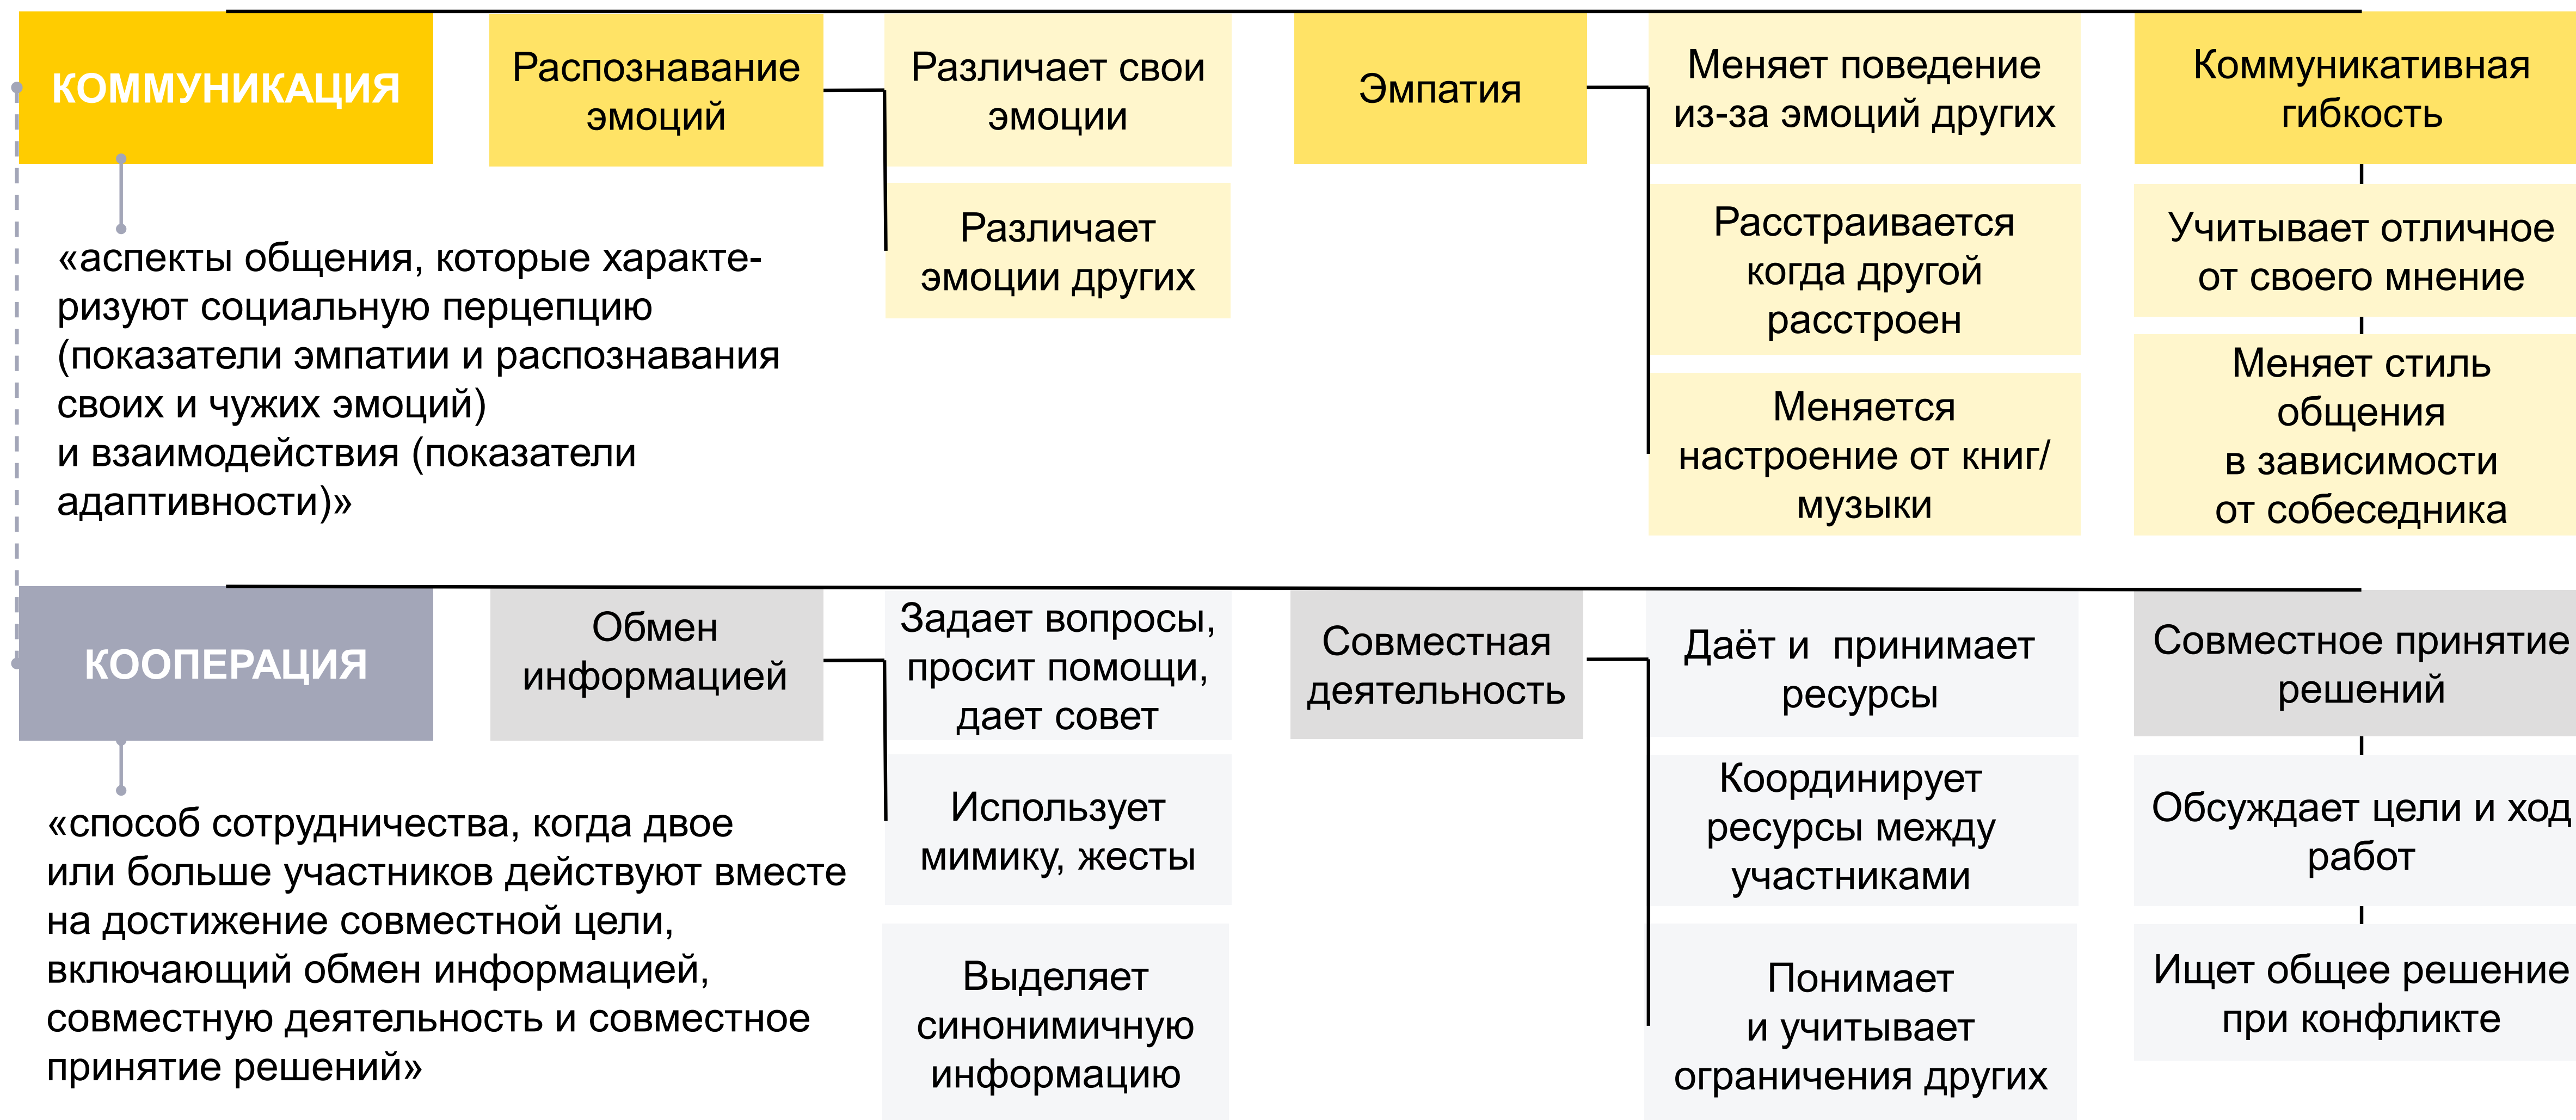 КОММУНИКАЦИЯ
«аспекты общения, которые характе-
ризуют социальную перцепцию
(показатели эмпатии и распознавания
своих и чужих эмоций)
и взаимодействия (показатели
адаптивности)»
Распознавание
эмоций
Различает свои
эмоции
Различает
эмоции других
Эмпатия
Меняет поведение
из-за эмоций других
Расстраивается
когда другой
расстроен
Меняется
настроение от книг/
музыки
Коммуникативная
гибкость
Учитывает отличное
от своего мнение
Меняет стиль
общения
в зависимости
от собеседника
КООПЕРАЦИЯ
«способ сотрудничества, когда двое
или больше участников действуют вместе
на достижение совместной цели,
включающий обмен информацией,
совместную деятельность и совместное
принятие решений»
Обмен
информацией
Задает вопросы,
просит помощи,
дает совет
Использует
мимику, жесты
Выделяет
синонимичную
информацию
Совместная
деятельность
Даёт и  принимает
ресурсы
Координирует
ресурсы между
участниками
Понимает
и учитывает
ограничения других
Совместное принятие
решений
Обсуждает цели и ход
работ
Ищет общее решение
при конфликте